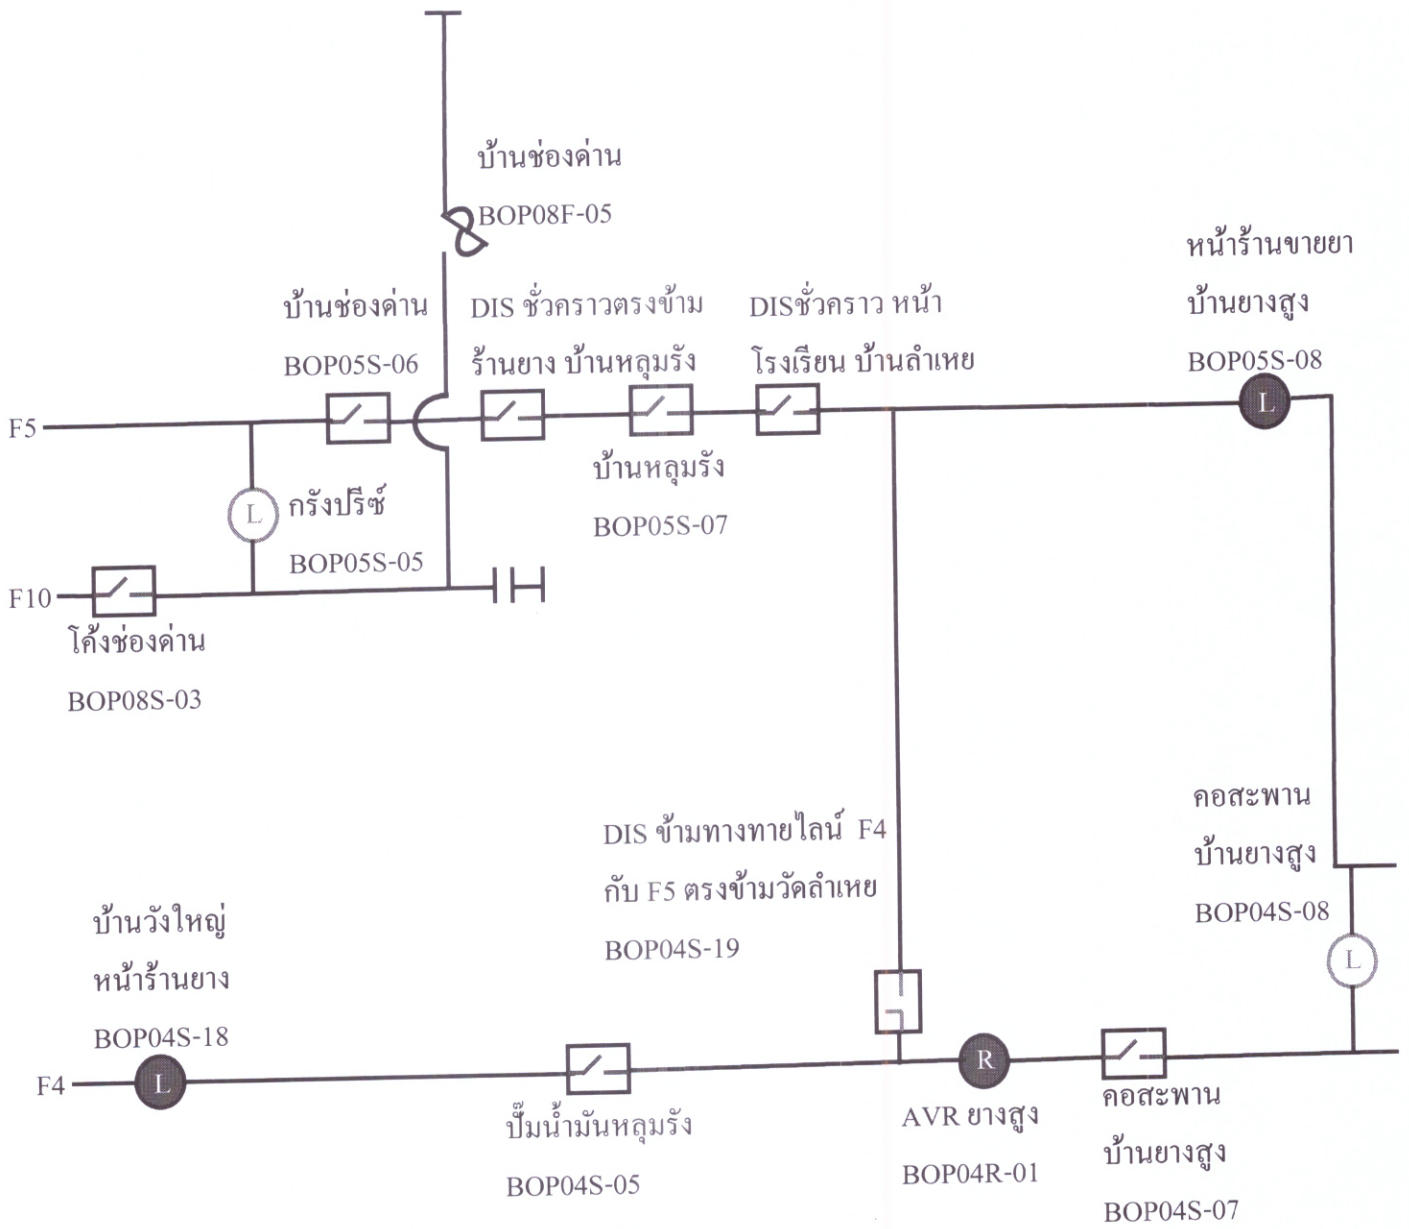 บ้านช่องด่าน
BOP08F-05
หน้าร้านขายยา
บ้านยางสูง
BOP05S-08
L
บ้านช่องด่าน
BOP05S-06
DIS ชั่วคราวตรงข้าม
ร้านยาง บ้านหลุมรัง
DISชั่วคราว หน้า
โรงเรียน บ้านลำเหย
F5
บ้านหลุมรัง
BOP05S-07
L
กรังปรีซ์
BOP05S-05
F10
โค้งช่องด่าน
BOP08S-03
DIS ข้ามทางทายไลน์ F4
กับ F5 ตรงข้ามวัดลำเหย
BOP04S-19
คอสะพาน
บ้านยางสูง
BOP04S-08
L
บ้านวังใหญ่
หน้าร้านยาง
BOP04S-18
F4
L
ปั๊มน้ำมันหลุมรัง
BOP04S-05
R
AVR ยางสูง
BOP04R-01
คอสะพาน
บ้านยางสูง
BOP04S-07